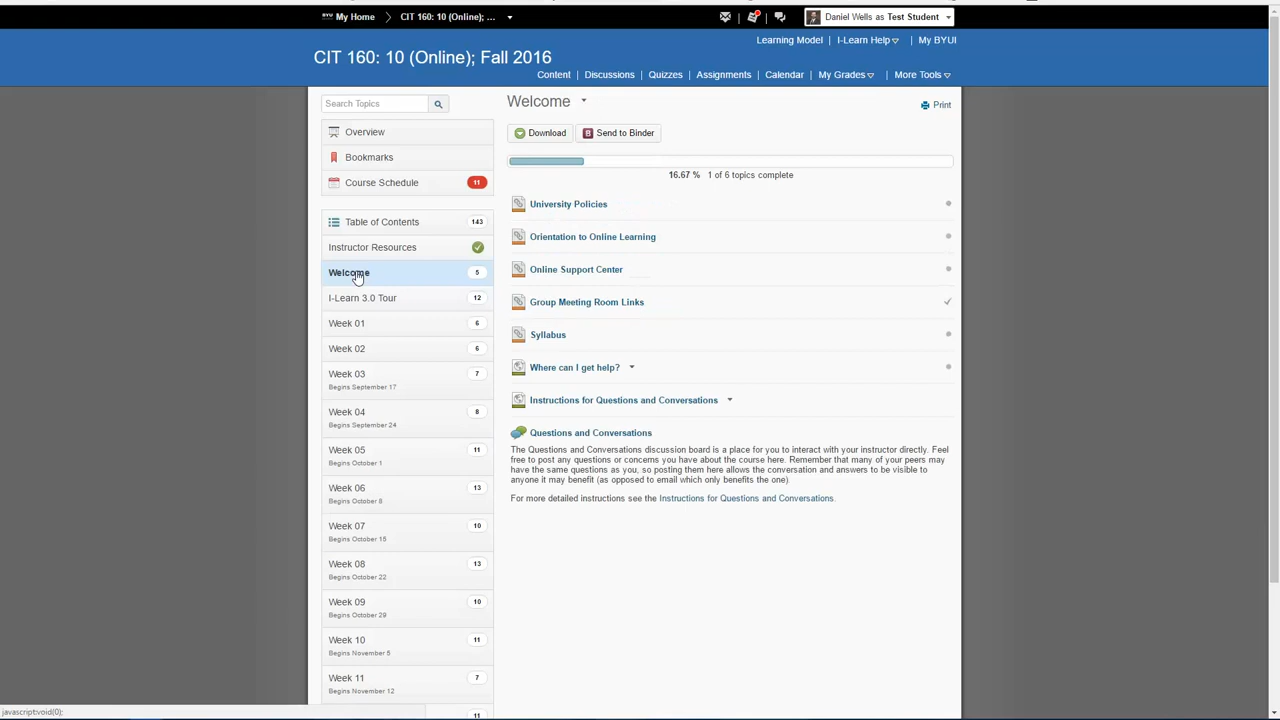 BYU My Home CIT 160: 10 (Online); ... Daniel Wells as Test Student
Learning Model I-Learn Help My BYUI
CIT 160: 10 (Online); Fall 2016
Content Discussions Quizzes Assignments Calendar My Grades More Tools
Search Topics
Overview
Bookmarks
Course Schedule 11
Table of Contents 143
Instructor Resources
Welcome 5
I-Learn 3.0 Tour 12
Week 01 6
Week 02 6
Week 03 7
Begins September 17
Week 04 8
Begins September 24
Week 05 11
Begins October 1
Week 06 13
Begins October 8
Week 07 10
Begins October 15
Week 08 13
Begins October 22
Week 09 10
Begins October 29
Week 10 11
Begins November 5
Week 11 7
Begins November 12
11
javascript:void(0);
Welcome
Print
Download Send to Binder
16.67 % 1 of 6 topics complete
University Policies
Orientation to Online Learning
Online Support Center
Group Meeting Room Links
Syllabus
Where can I get help?
Instructions for Questions and Conversations
Questions and Conversations
The Questions and Conversations discussion board is a place for you to interact with your instructor directly. Feel
free to post any questions or concerns you have about the course here. Remember that many of your peers may
have the same questions as you, so posting them here allows the conversation and answers to be visible to
anyone it may benefit (as opposed to email which only benefits the one).
For more detailed instructions see the Instructions for Questions and Conversations.